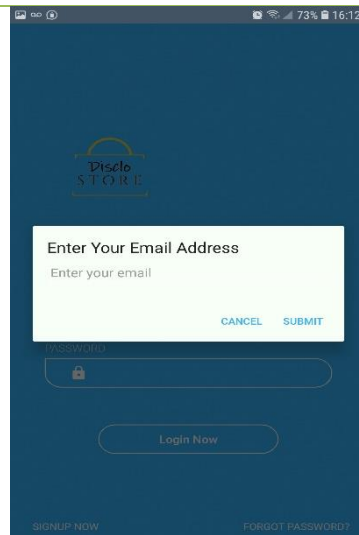 73% 16:12
Disclo
STORE
Enter Your Email Address
Enter your email
CANCEL SUBMIT
PASSWORD
Login Now
SIGNUP NOW FORGOT PASSWORD?